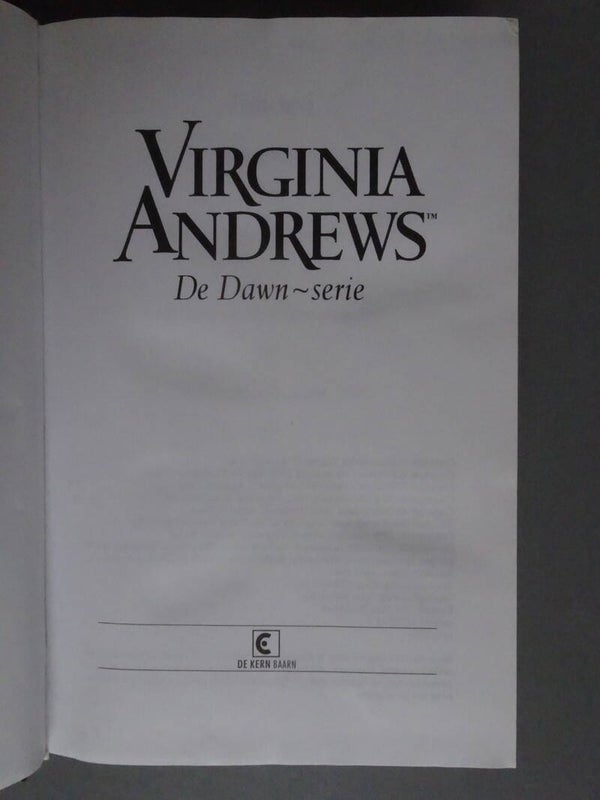 VIRGINIA
ANDREWS™
De Dawn~serie
DE KERN BAARN